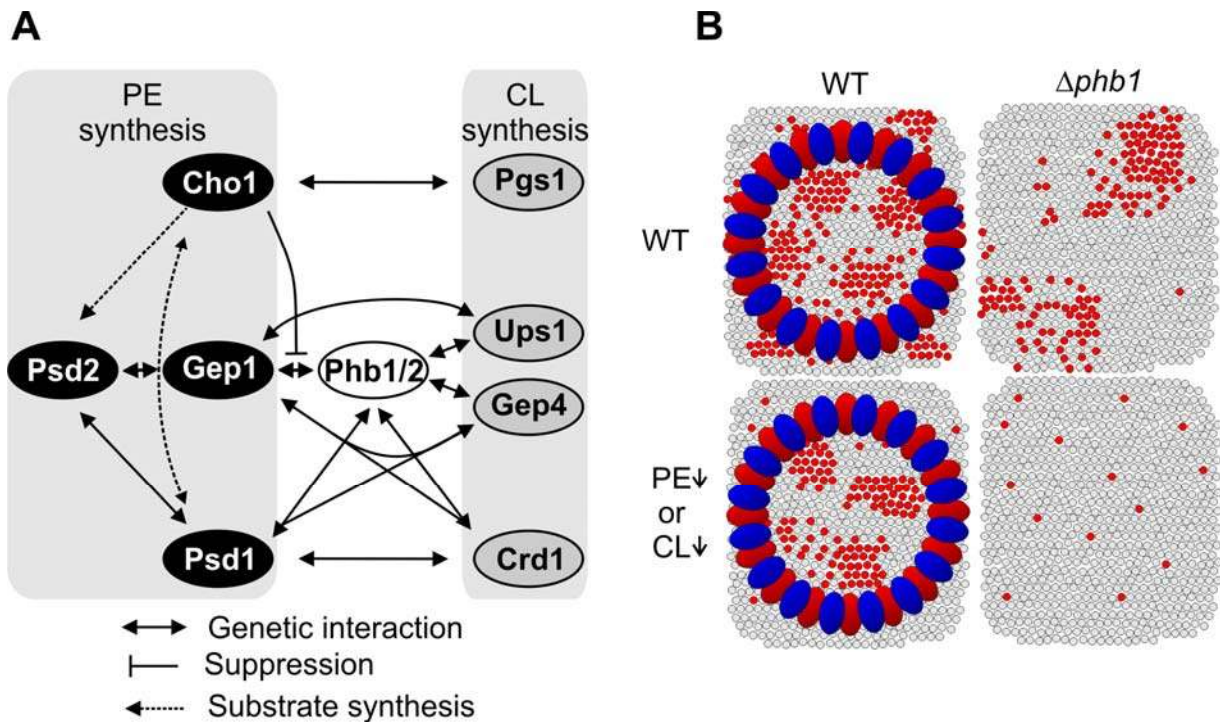 A
PE
synthesis
CL
synthesis
Cho1
Pgs1
Psd2
Gep1
Phb1/2
Ups1
Gep4
Psd1
Crd1
Genetic interaction
Suppression
Substrate synthesis
B
WT
Δphb1
WT
PE↓
or
CL↓